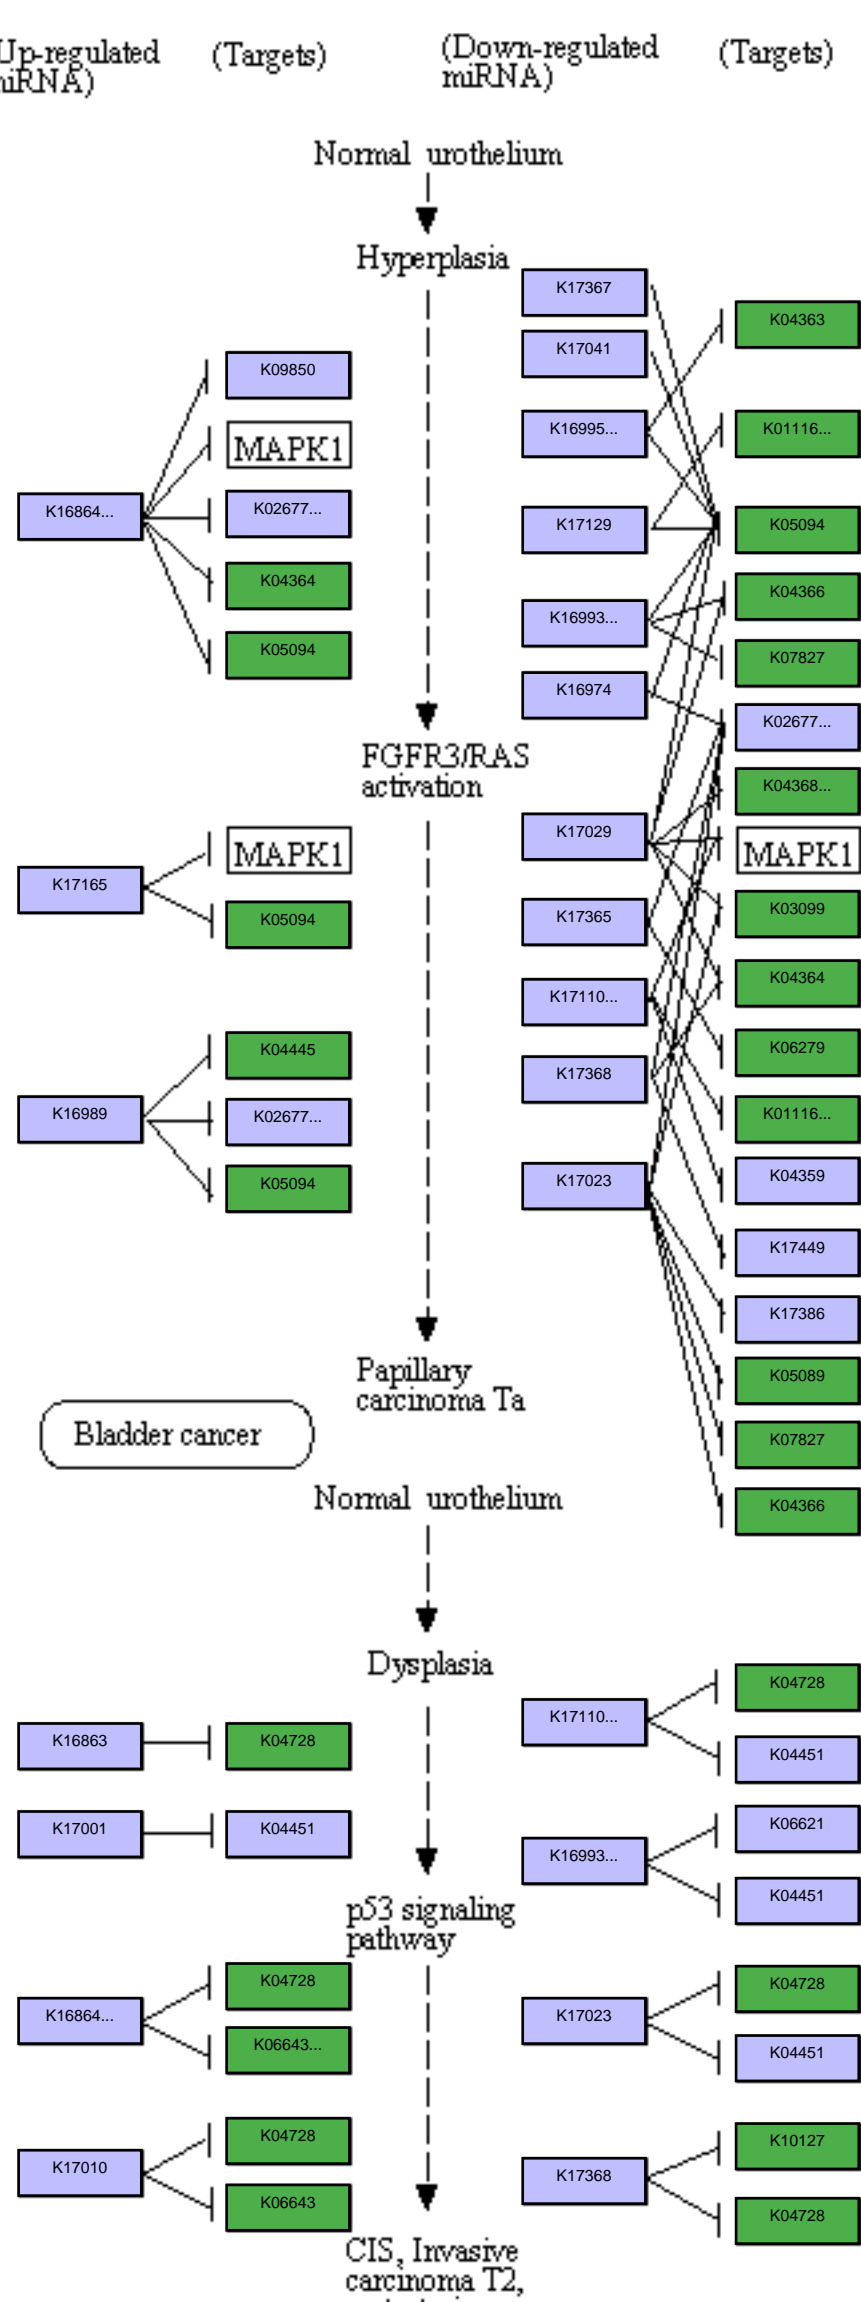 Up-regulated (Targets) (Down-regulated (Targets)
miRNA) miRNA)
Normal urothelium
Hyperplasia
K17367
K04363
K17041
K09850
K16995... K01116...
MAPK1
K16864... K02677... K17129 K05094
K04364 K04366
K16993...
K05094 K07827
K16974
K02677...
FGFR3/RAS
activation
K04368...
K17029
MAPK1 MAPK1
K17165
K05094 K17365 K03099
K04364
K17110...
K04445 K06279
K17368
K16989 K02677... K01116...
K05094 K17023 K04359
K17449
K17386
Papillary
carcinoma Ta
K05089
Bladder cancer K07827
Normal urothelium K04366
Dysplasia
K04728
K17110...
K16863 K04728
K04451
K17001 K04451 K06621
K16993...
K04451
p53 signaling
pathway
K04728 K04728
K16864... K17023
K06643... K04451
K04728 K10127
K17010 K17368
K06643 K04728
CIS, Invasive
carcinoma T2,